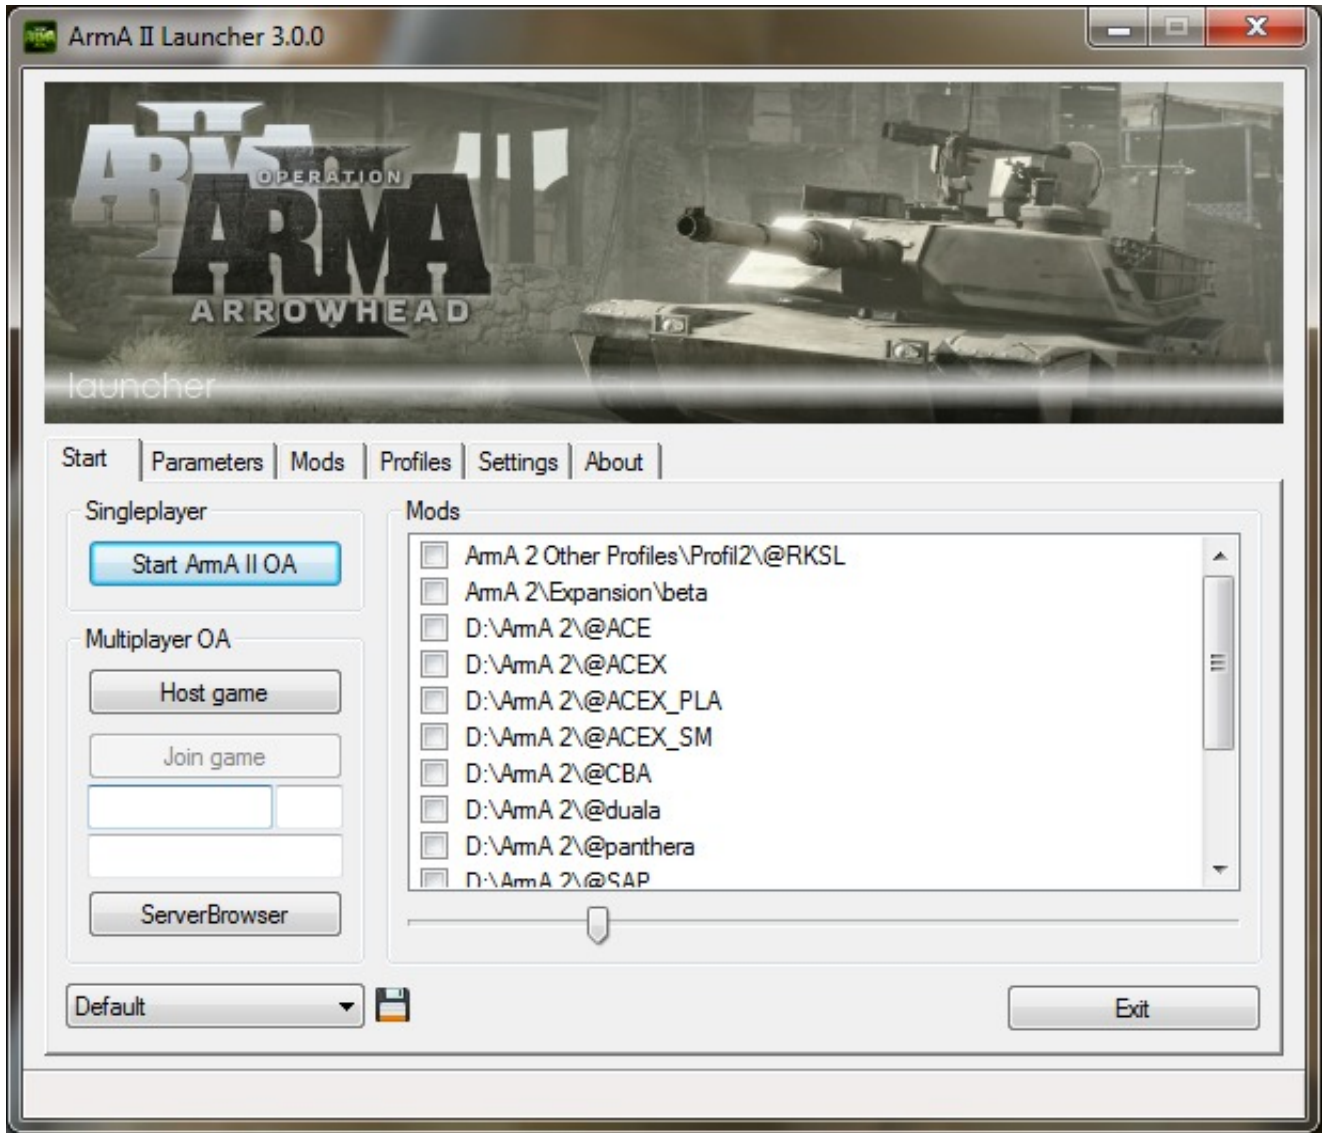 ArmA II Launcher 3.0.0
II
ARMA
OPERATION
II
ARMA
ARROWHEAD
launcher
Start
Parameters
Mods
Profiles
Settings
About
Singleplayer
Start ArmA II OA
Multiplayer OA
Host game
Join game
ServerBrowser
Mods
ArmA 2 Other Profiles\Profil2\@RKSL
ArmA 2\Expansion\beta
D:\ArmA 2\@ACE
D:\ArmA 2\@ACEX
D:\ArmA 2\@ACEX_PLA
D:\ArmA 2\@ACEX_SM
D:\ArmA 2\@CBA
D:\ArmA 2\@duala
D:\ArmA 2\@panthera
D:\ArmA 2\@SAP
Default
Exit